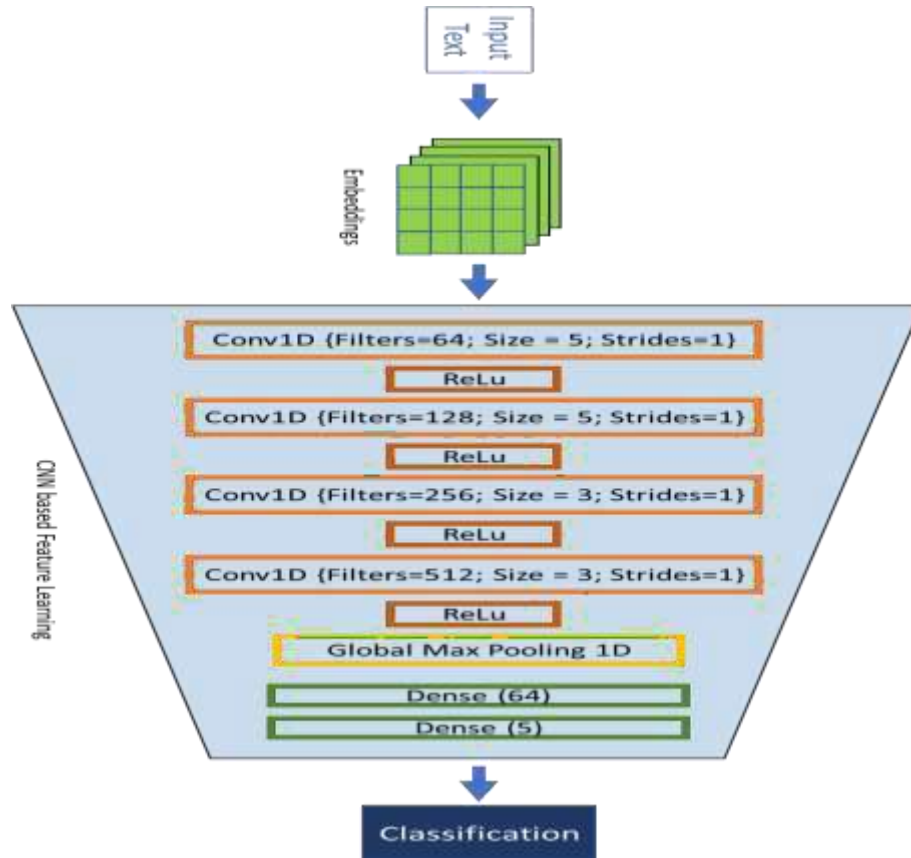 Input
Text
Embeddings
CNN based Feature Learning
Conv1D {Filters=64; Size = 5; Strides=1}
ReLu
Conv1D {Filters=128; Size = 5; Strides=1}
ReLu
Conv1D {Filters=256; Size = 3; Strides=1}
ReLu
Conv1D {Filters=512; Size = 3; Strides=1}
ReLu
Global Max Pooling 1D
Dense (64)
Dense (5)
Classification